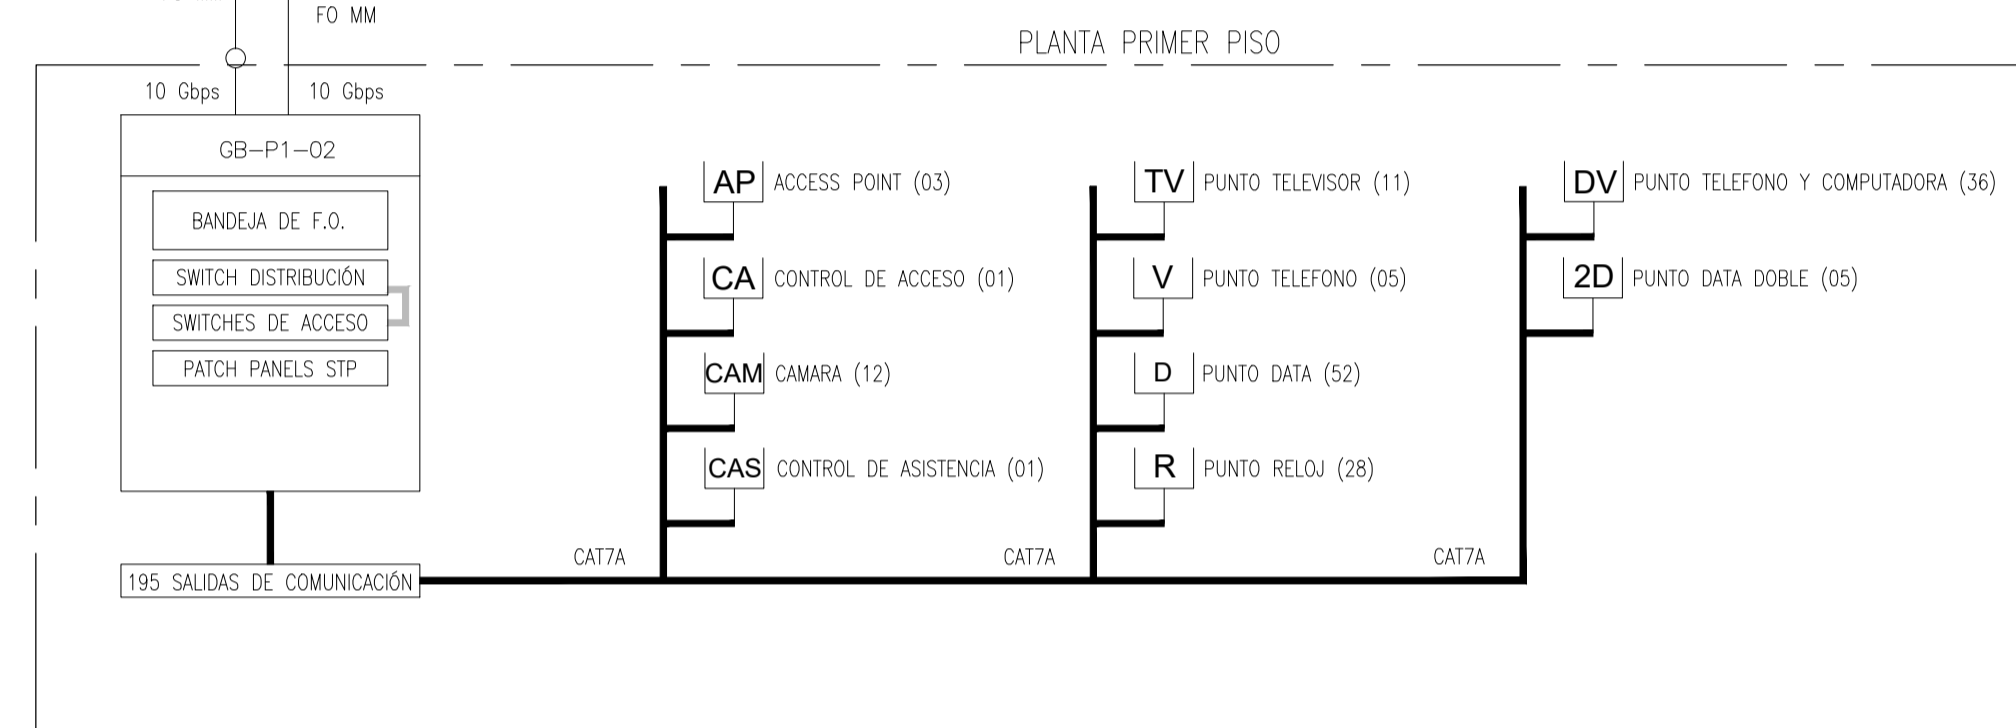 FO MM
PLANTA PRIMER PISO
10 Gbps
10 Gbps
GB-P1-02
BANDEJA DE F.O.
SWITCH DISTRIBUCIÓN
SWITCHES DE ACCESO
PATCH PANELS STP
195 SALIDAS DE COMUNICACIÓN
AP ACCESS POINT (03)
CA CONTROL DE ACCESO (01)
CAM CAMARA (12)
CAS CONTROL DE ASISTENCIA (01)
CAT7A
TV PUNTO TELEVISOR (11)
V PUNTO TELEFONO (05)
D PUNTO DATA (52)
R PUNTO RELOJ (28)
CAT7A
DV PUNTO TELEFONO Y COMPUTADORA (36)
2D PUNTO DATA DOBLE (05)
CAT7A